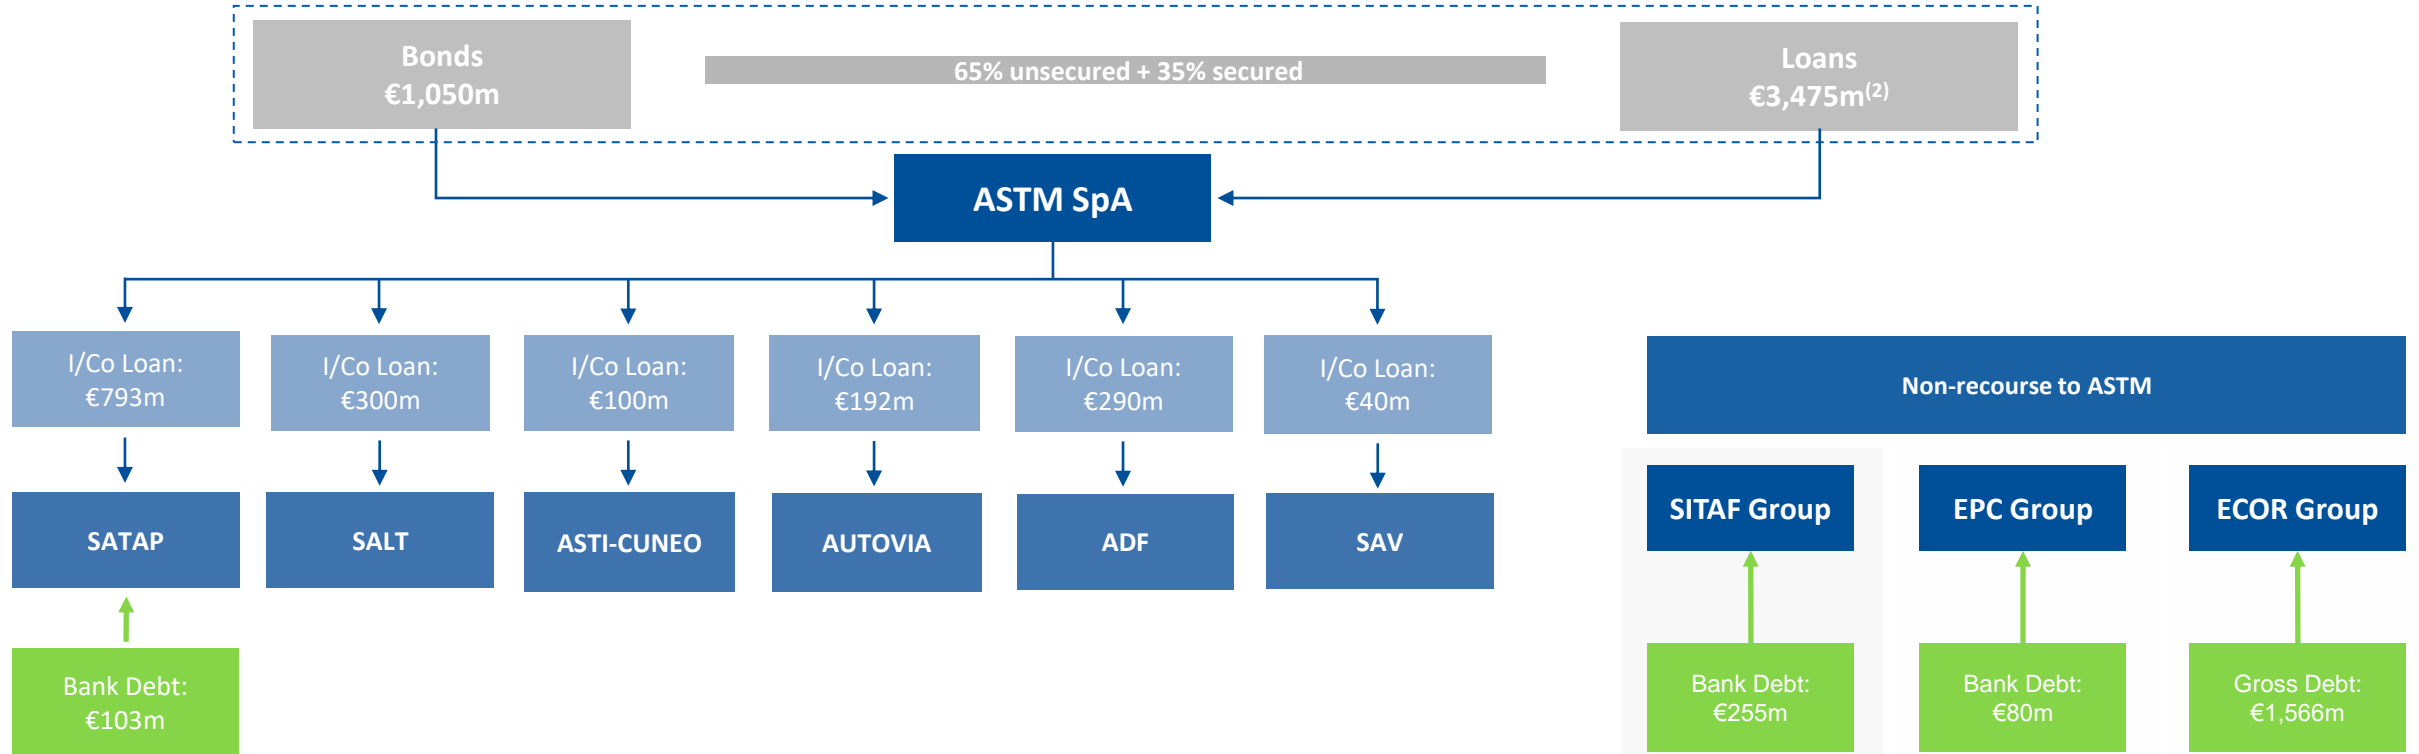 Bonds
€1,050m
65% unsecured + 35% secured
Loans
€3,475m(2)
ASTM SpA
I/Co Loan:
€793m
I/Co Loan:
€300m
I/Co Loan:
€100m
I/Co Loan:
€192m
I/Co Loan:
€290m
I/Co Loan:
€40m
Non-recourse to ASTM
SATAP
SALT
ASTI-CUNEO
AUTOVIA
ADF
SAV
SITAF Group
EPC Group
ECOR Group
Bank Debt:
€103m
Bank Debt:
€255m
Bank Debt:
€80m
Gross Debt:
€1,566m